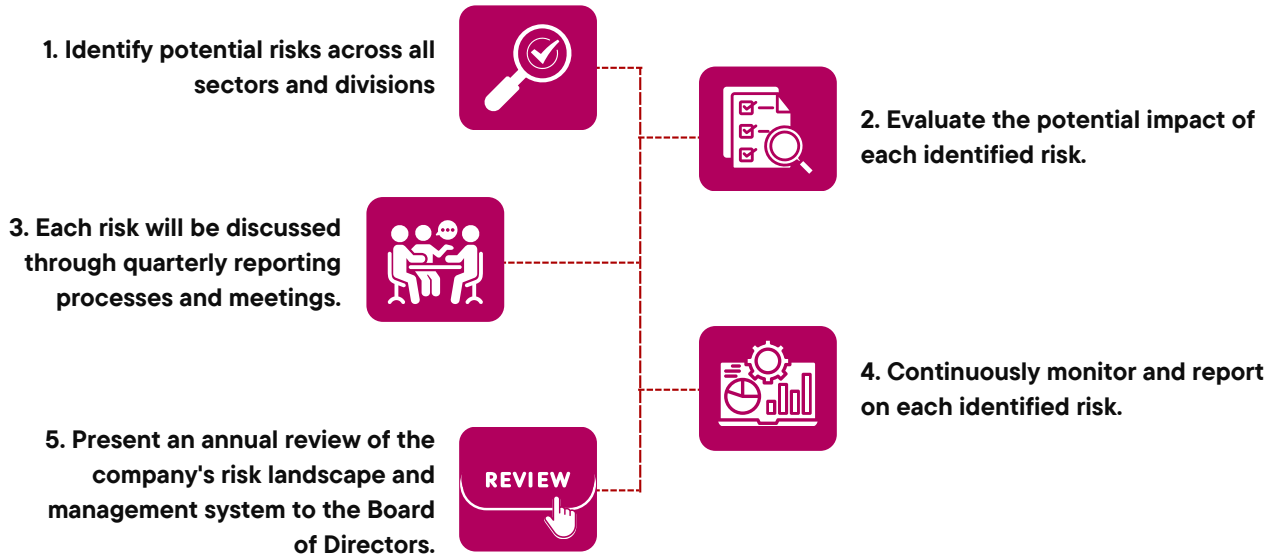 1. Identify potential risks across all
sectors and divisions
2. Evaluate the potential impact of
each identified risk.
3. Each risk will be discussed
through quarterly reporting
processes and meetings.
4. Continuously monitor and report
on each identified risk.
5. Present an annual review of the
company's risk landscape and
management system to the Board
of Directors.
REVIEW